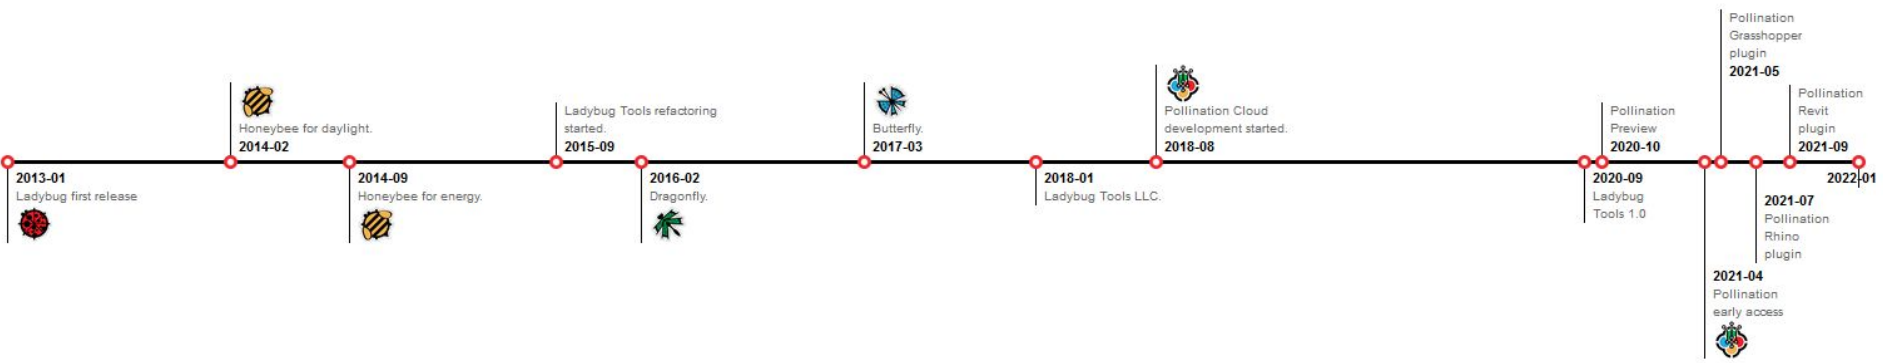 2013-01
Ladybug first release
Honeybee for daylight.
2014-02
2014-09
Honeybee for energy.
Ladybug Tools refactoring
started.
2015-09
2016-02
Dragonfly.
Butterfly.
2017-03
2018-01
Ladybug Tools LLC.
Pollination Cloud
development started.
2018-08
2020-09
Ladybug
Tools 1.0
Pollination
Preview
2020-10
2021-04
Pollination
early access
Pollination
Grasshopper
plugin
2021-05
2021-07
Pollination
Rhino
plugin
Pollination
Revit
plugin
2021-09
2022-01